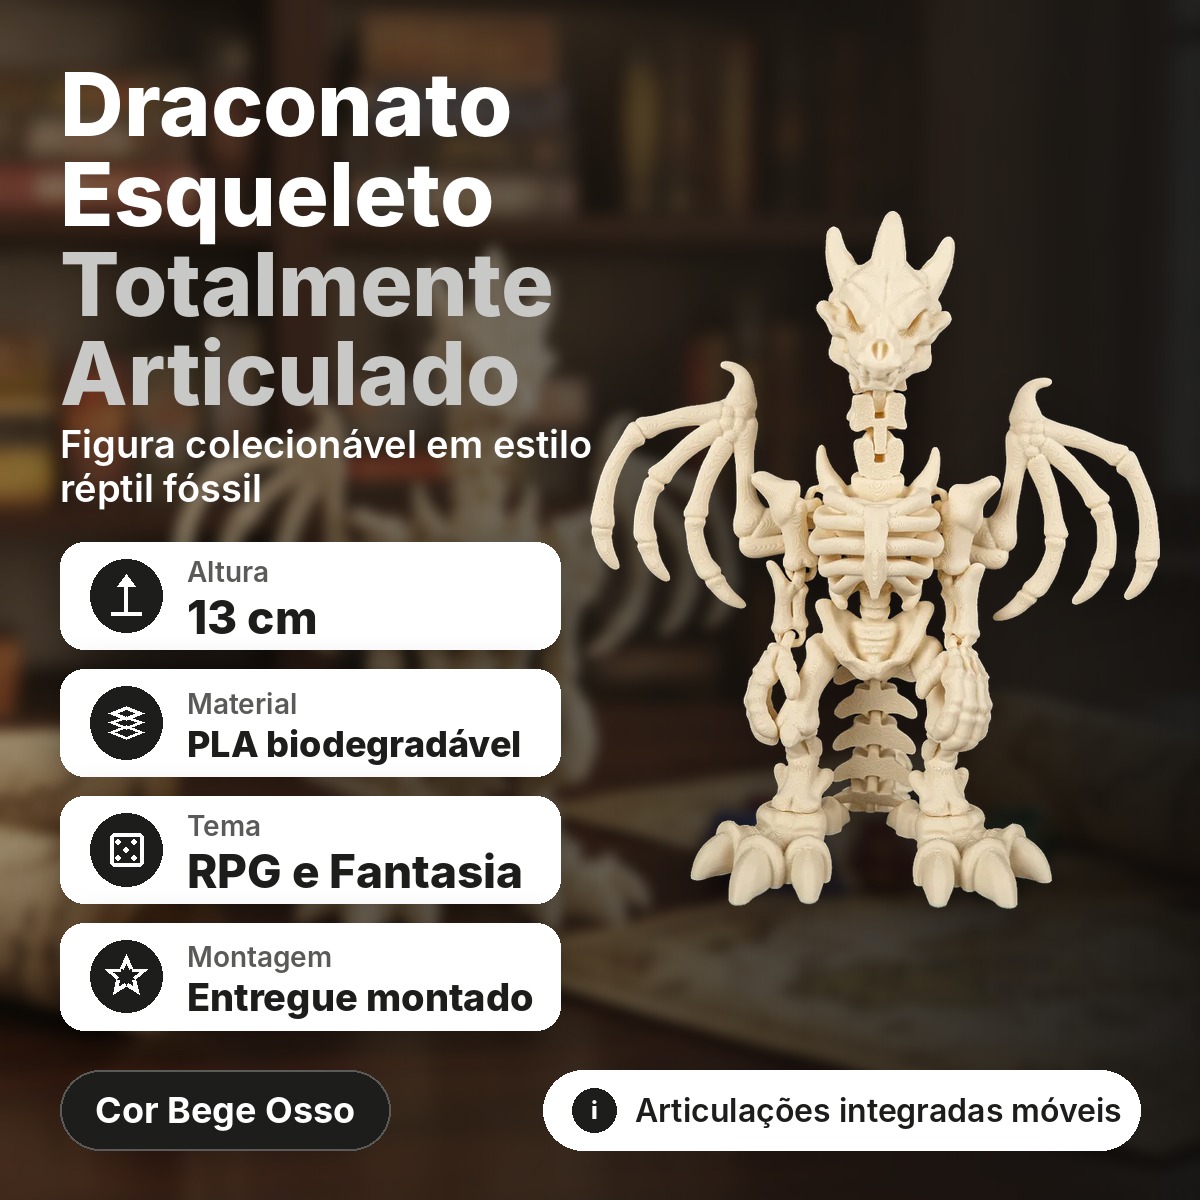 Draconato
Esqueleto
Totalmente
Articulado
Figura colecionável em estilo
réptil fóssil
Altura
13 cm
Material
PLA biodegradável
Tema
RPG e Fantasia
Montagem
Entregue montado
Cor Bege Osso
i Articulações integradas móveis